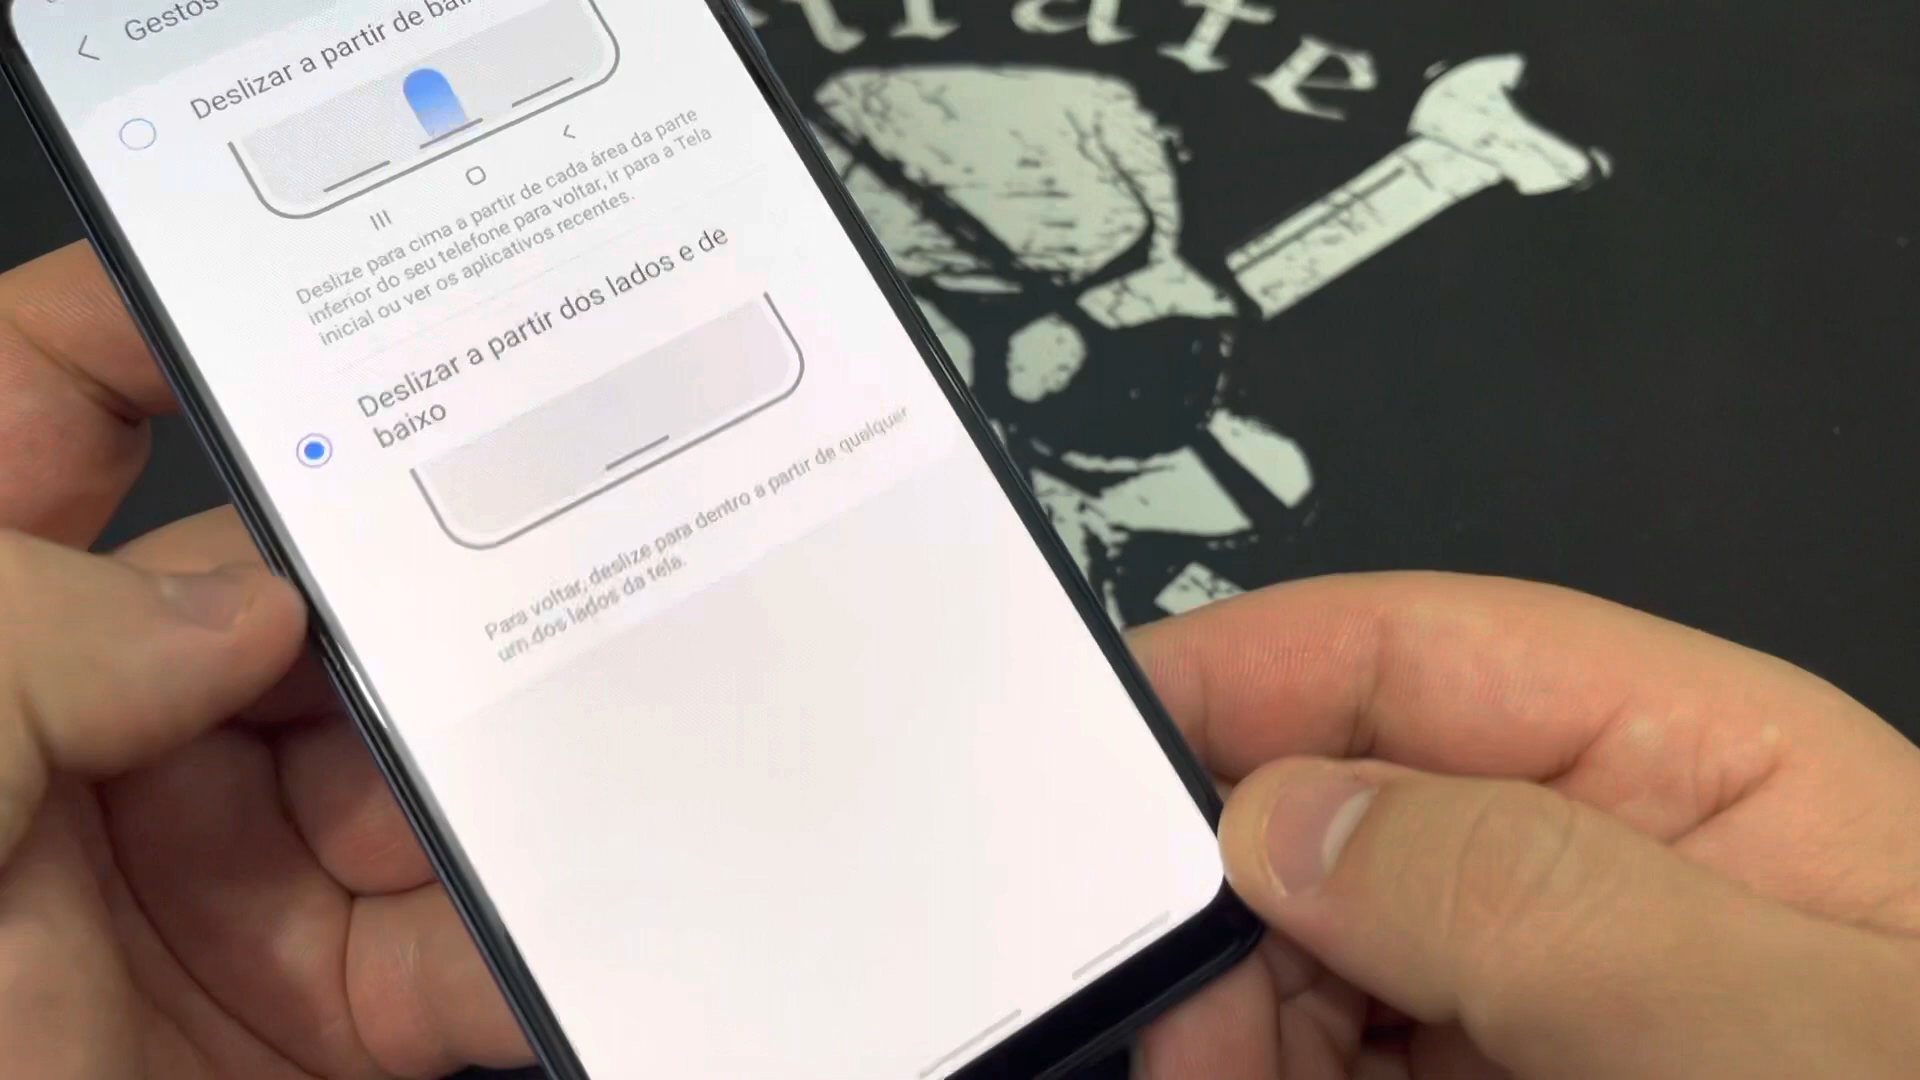 Gestos
Deslizar a partir de
Deslize para cima a partir de cada área da parte
inferior do seu telefone para voltar, ir para a Tela
inicial ou ver os aplicativos recentes.
Deslizar a partir dos lados e de
baixo
Para voltar, deslize para dentro a partir de qualquer
um dos lados da tela.